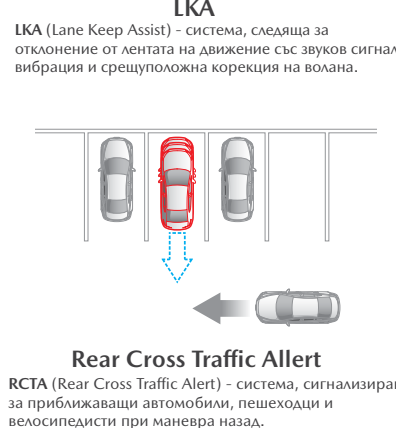 LKA
LKA (Lane Keep Assist) - система, следяща за
отклонение от лентата на движение със звуков сигнал
вибрация и срещуположна корекция на волана.
Rear Cross Traffic Allert
RCTA (Rear Cross Traffic Alert) - система, сигнализиран
за приближаващи автомобили, пешеходци и
велосипедисти при маневра назад.